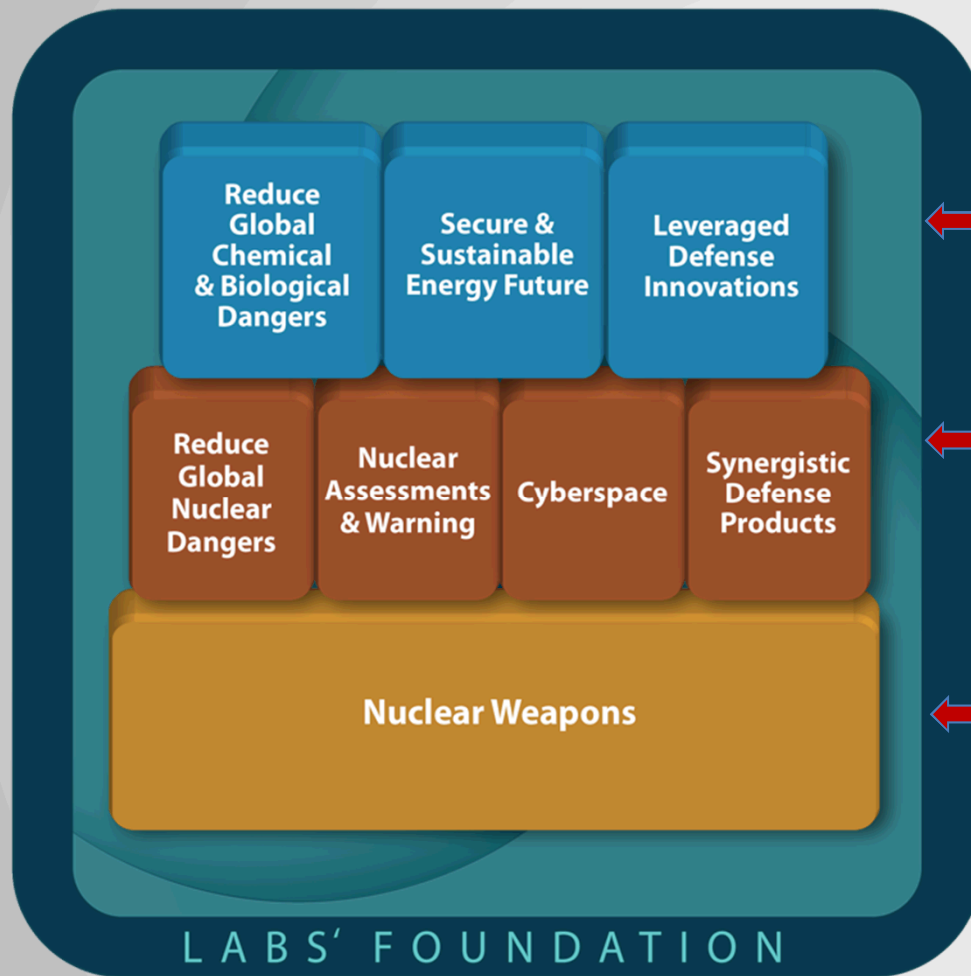 Reduce
Global
Chemical
& Biological
Dangers
Secure &
Sustainable
Energy Future
Leveraged
Defense
Innovations
Reduce
Global
Nuclear
Dangers
Nuclear
Assessments
& Warning
Cyberspace
Synergistic
Defense
Products
Nuclear Weapons
LABS‘ FOUNDATION